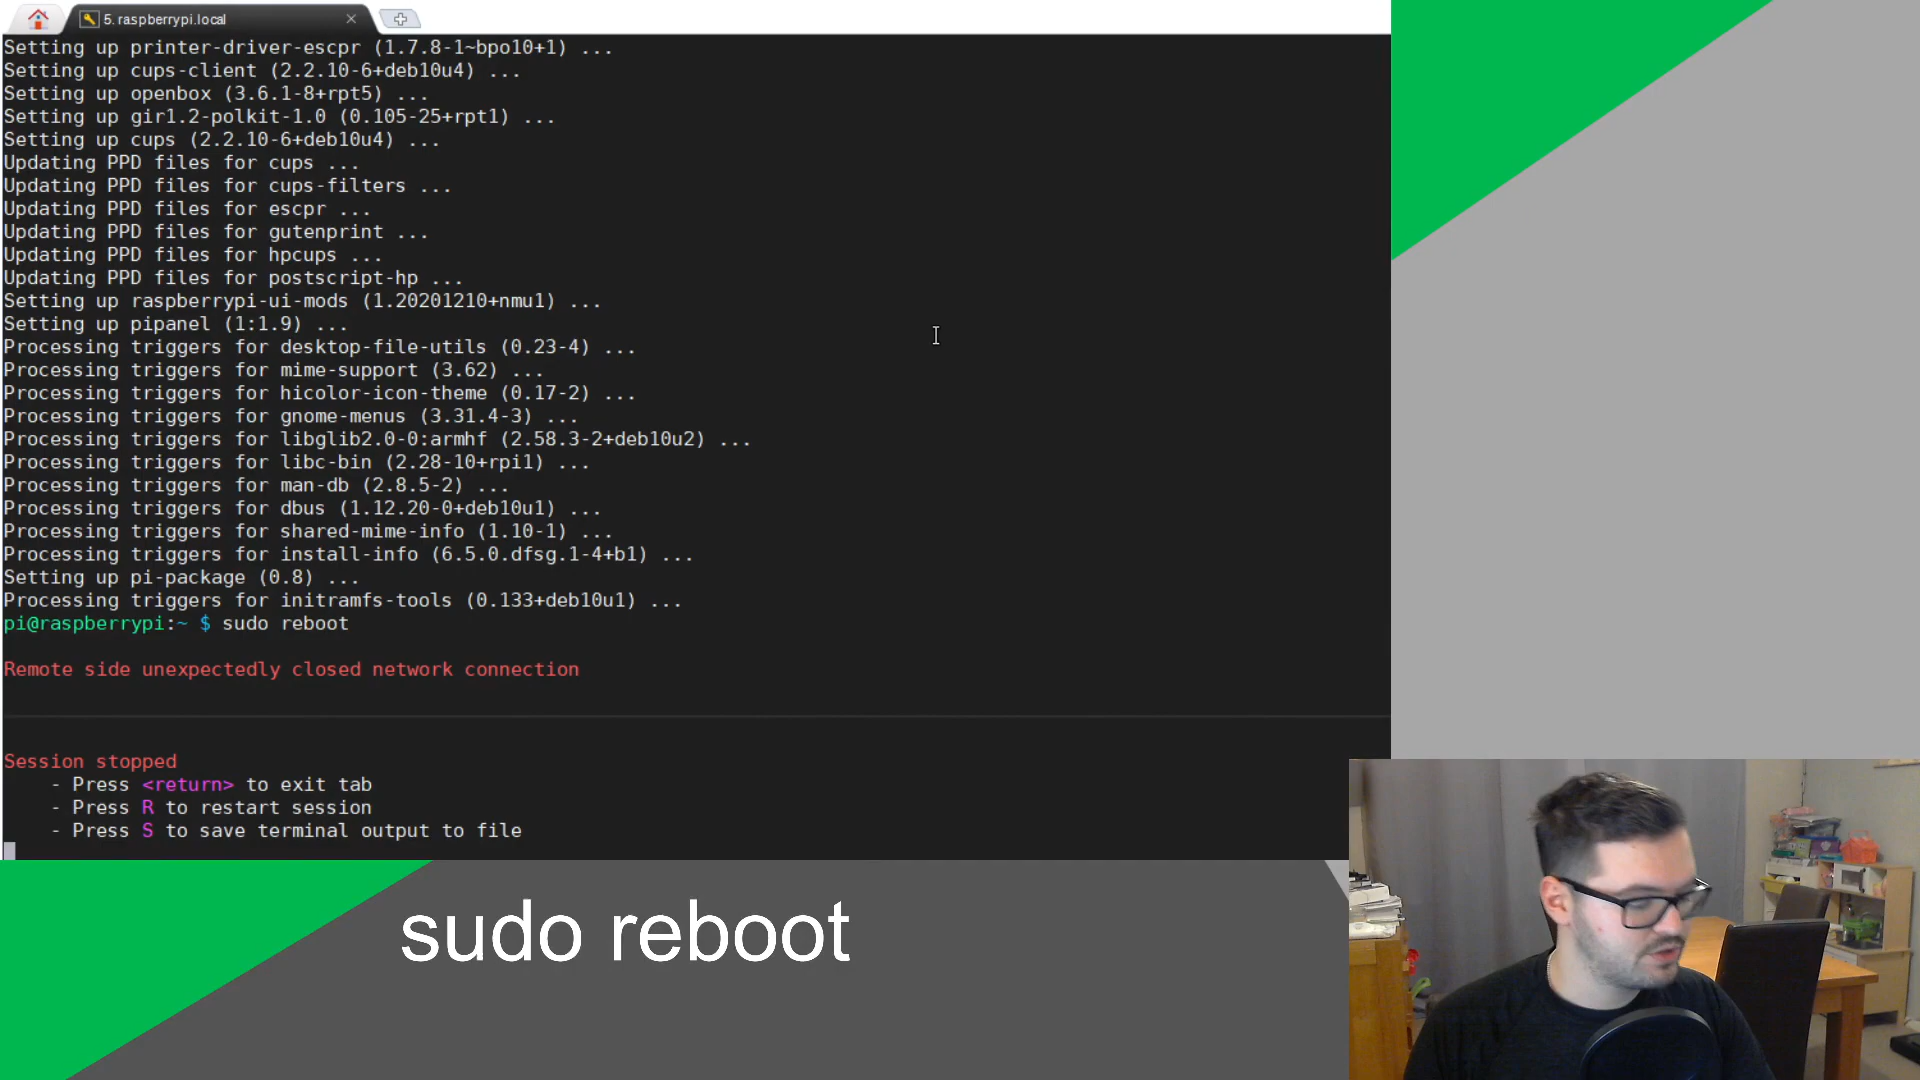 5. raspberrypi.local
Setting up printer-driver-escpr (1.7.8-1~bpo10+1) ...
Setting up cups-client (2.2.10-6+deb10u4) ...
Setting up openbox (3.6.1-8+rpt5) ...
Setting up gir1.2-polkit-1.0 (0.105-25+rpt1) ...
Setting up cups (2.2.10-6+deb10u4) ...
Updating PPD files for cups ...
Updating PPD files for cups-filters ...
Updating PPD files for escpr ...
Updating PPD files for gutenprint ...
Updating PPD files for hpcups ...
Updating PPD files for postscript-hp ...
Setting up raspberrypi-ui-mods (1.20201210+nmu1) ...
Setting up pipanel (1:1.9) ...
Processing triggers for desktop-file-utils (0.23-4) ...
Processing triggers for mime-support (3.62) ...
Processing triggers for hicolor-icon-theme (0.17-2) ...
Processing triggers for gnome-menus (3.31.4-3) ...
Processing triggers for libglib2.0-0:armhf (2.58.3-2+deb10u2) ...
Processing triggers for libc-bin (2.28-10+rpi1) ...
Processing triggers for man-db (2.8.5-2) ...
Processing triggers for dbus (1.12.20-0+deb10u1) ...
Processing triggers for shared-mime-info (1.10-1) ...
Processing triggers for install-info (6.5.0.dfsg.1-4+b1) ...
Setting up pi-package (0.8) ...
Processing triggers for initramfs-tools (0.133+deb10u1) ...
pi@raspberrypi:~ $ sudo reboot
Remote side unexpectedly closed network connection
Session stopped
- Press <return> to exit tab
- Press R to restart session
- Press S to save terminal output to file
sudo reboot